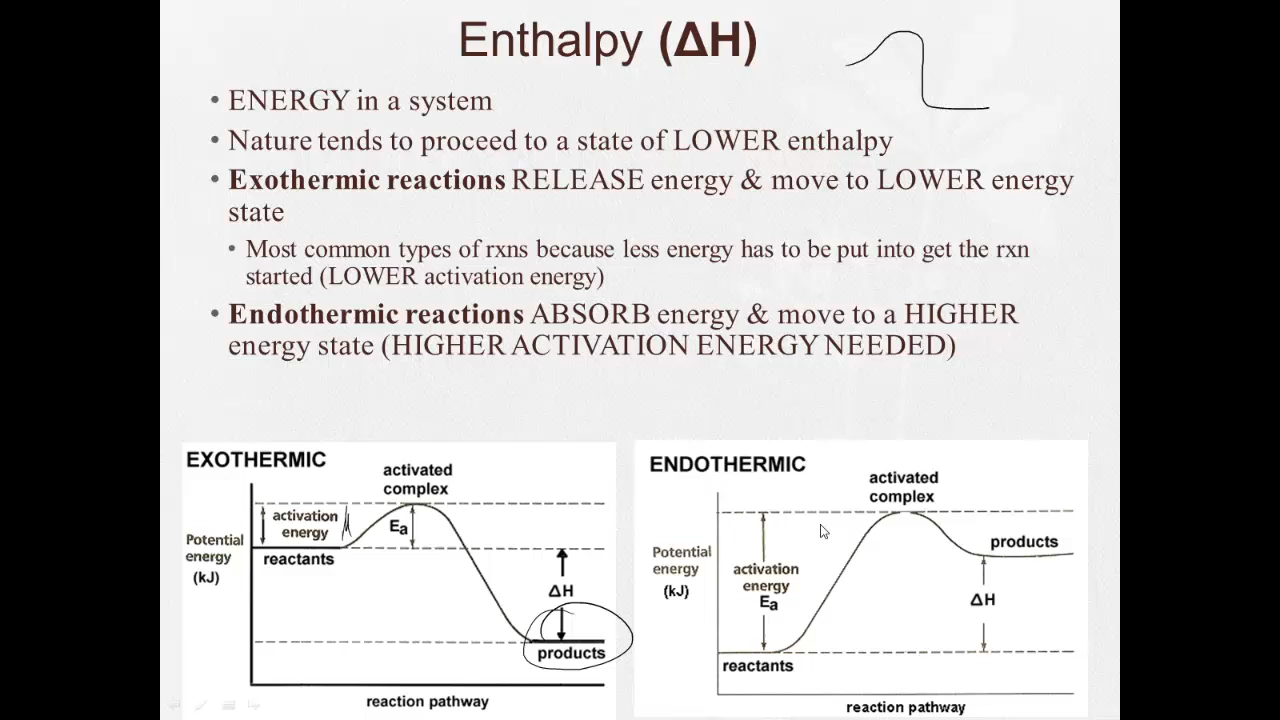 Enthalpy (ΔH)
• ENERGY in a system
• Nature tends to proceed to a state of LOWER enthalpy
• Exothermic reactions RELEASE energy & move to LOWER energy
state
• Most common types of rxns because less energy has to be put into get the rxn
started (LOWER activation energy)
• Endothermic reactions ABSORB energy & move to a HIGHER
energy state (HIGHER ACTIVATION ENERGY NEEDED)
EXOTHERMIC
activated
complex
activation
energy
Ea
Potential
energy
(kJ)
reactants
ΔH
products
reaction pathway
ENDOTHERMIC
activated
complex
products
Potential
energy
(kJ)
activation
energy
Ea
ΔH
reactants
reaction pathway